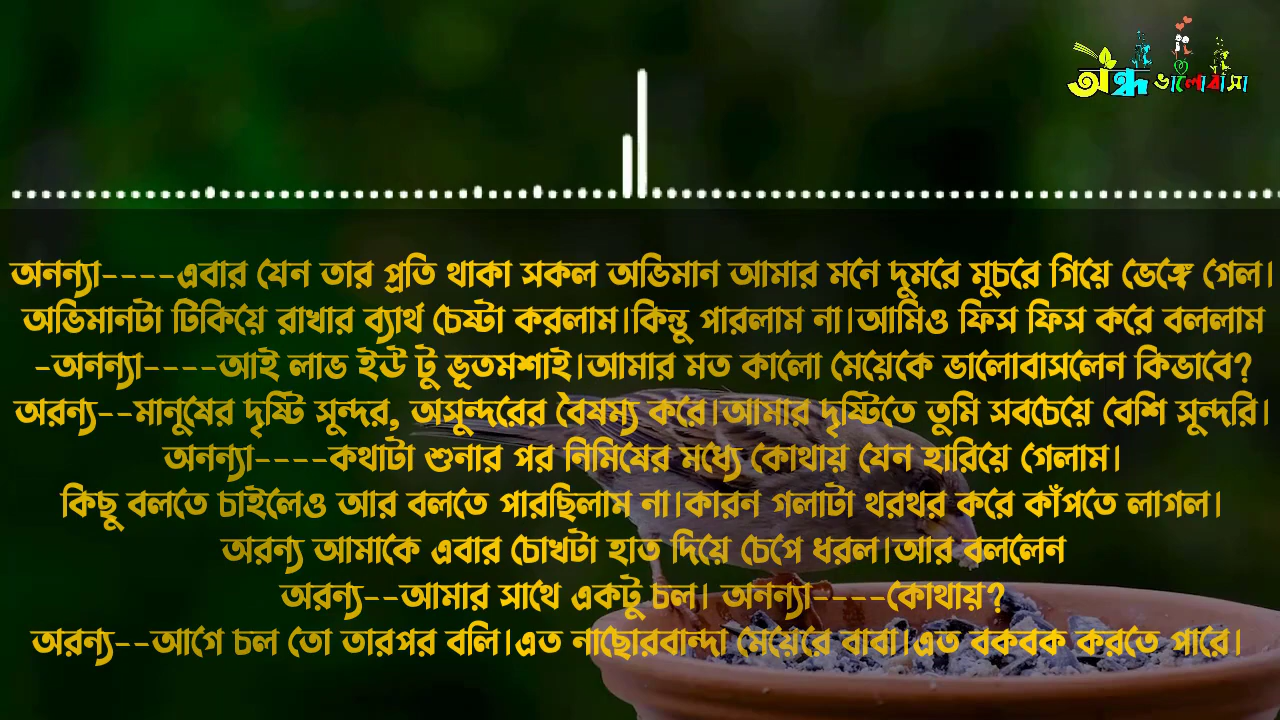 অন্ধ ভালোবাসা
অনন্যা----এবার যেন তার প্রতি থাকা সকল অভিমান আমার মনে দুমরে মুচরে গিয়ে ভেঙ্গে গেল।
অভিমানটা টিকিয়ে রাখার ব্যার্থ চেষ্টা করলাম।কিন্তু পারলাম না।আমিও ফিস ফিস করে বললাম
-অনন্যা----আই লাভ ইউ টু ভূতমশাই।আমার মত কালো মেয়েকে ভালোবাসলেন কিভাবে?
অরন্য--মানুষের দৃষ্টি সুন্দর, অসুন্দরের বৈষম্য করে।আমার দৃষ্টিতে তুমি সবচেয়ে বেশি সুন্দরি।
অনন্যা----কথাটা শুনার পর নিমিষের মধ্যে কোথায় যেন হারিয়ে গেলাম।
কিছু বলতে চাইলেও আর বলতে পারছিলাম না।কারন গলাটা থরথর করে কাঁপতে লাগল।
অরন্য আমাকে এবার চোখটা হাত দিয়ে চেপে ধরল।আর বললেন
অরন্য--আমার সাথে একটু চল। অনন্যা----কোথায়?
অরন্য--আগে চল তো তারপর বলি।এত নাছোরবান্দা মেয়েরে বাবা।এত বকবক করতে পারে।